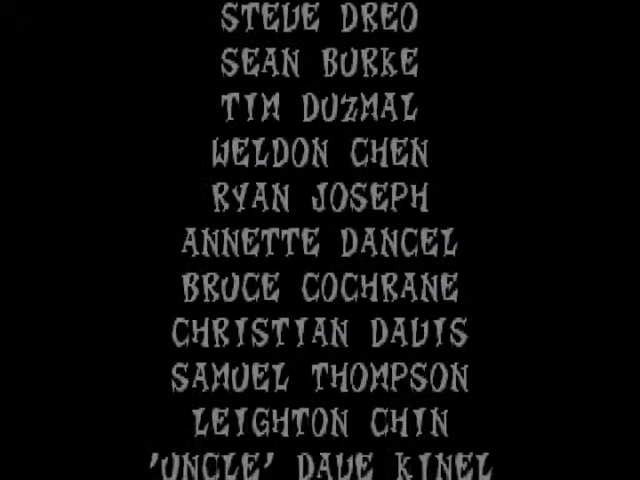 STEVE DREO
SEAN BURKE
TIM DUZMAL
WELDON CHEN
RYAN JOSEPH
ANNETTE DANCEL
BRUCE COCHRANE
CHRISTIAN DAVIS
SAMUEL THOMPSON
LEIGHTON CHIN
'UNCLE' DAVE KINEL